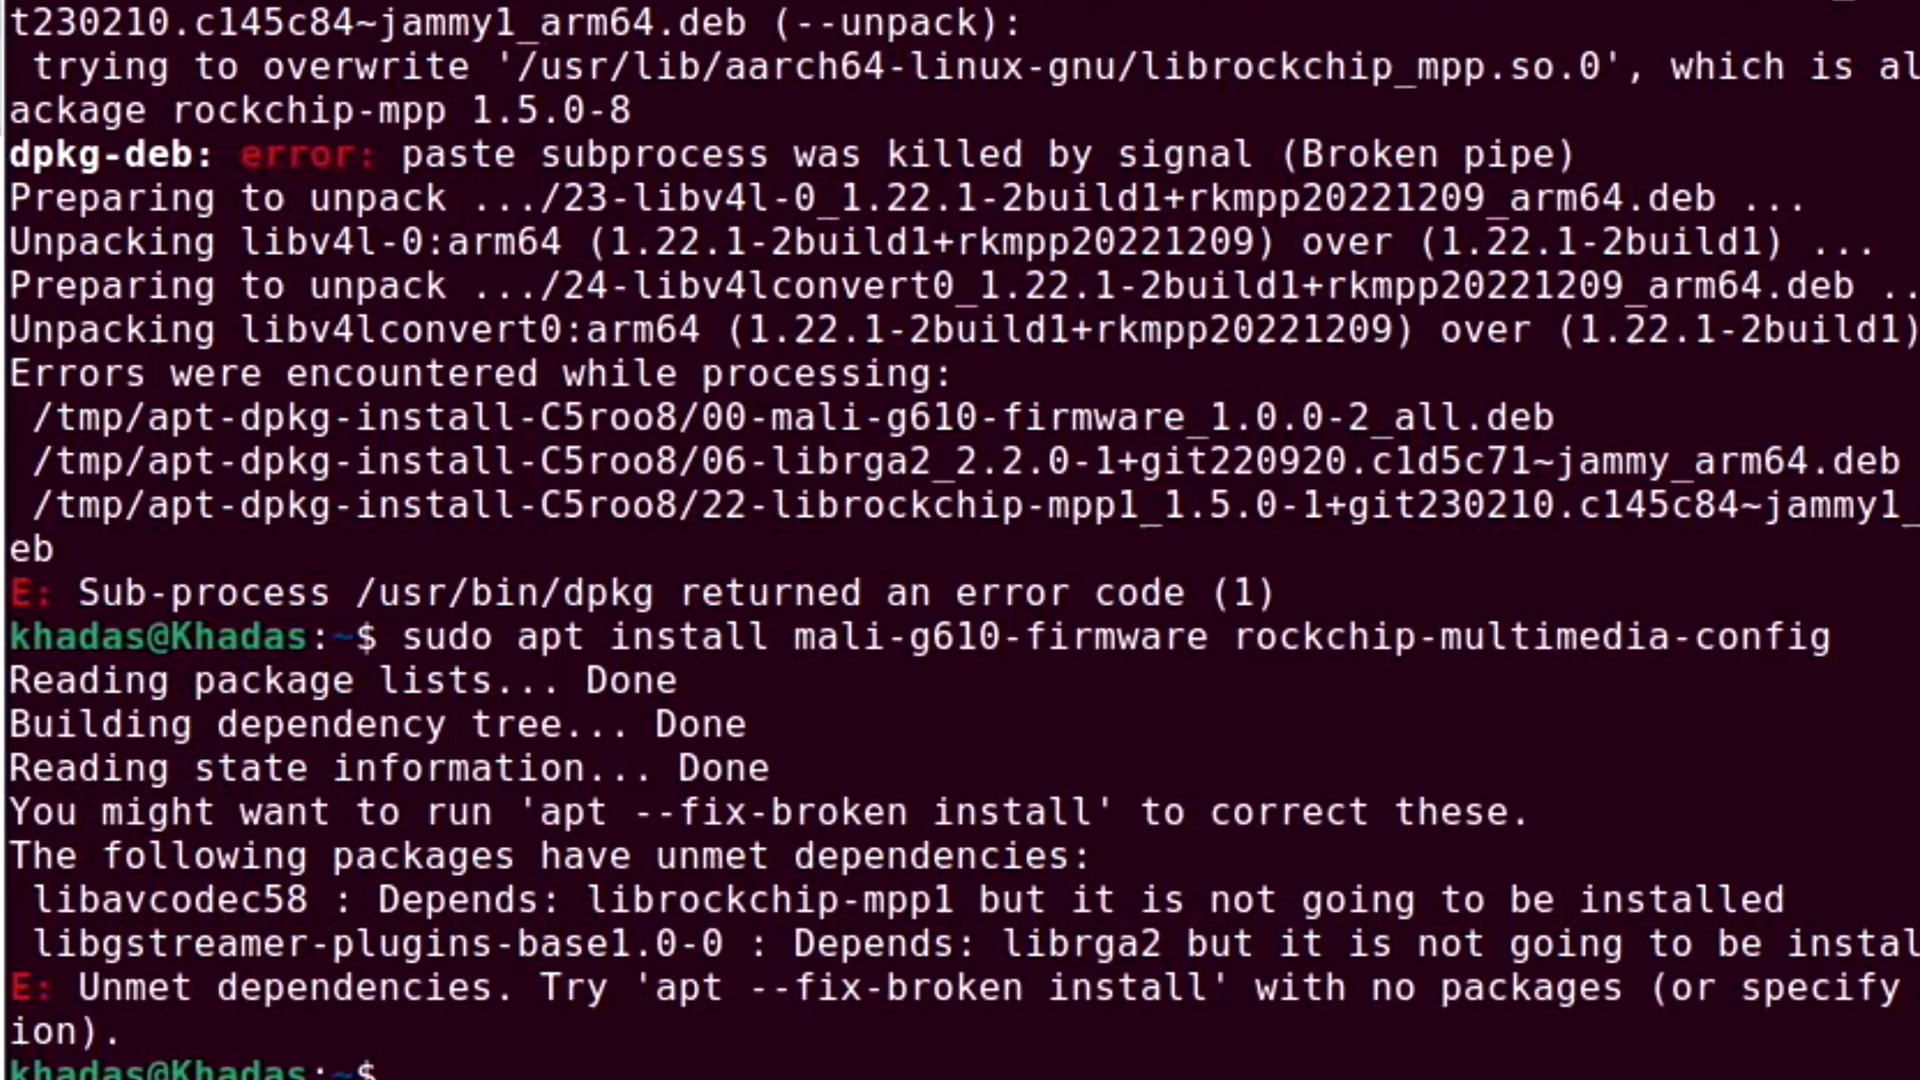 t230210.c145c84~jammy1_arm64.deb (--unpack):
 trying to overwrite '/usr/lib/aarch64-linux-gnu/librockchip_mpp.so.0', which is al
ackage rockchip-mpp 1.5.0-8
dpkg-deb: error: paste subprocess was killed by signal (Broken pipe)
Preparing to unpack .../23-libv4l-0_1.22.1-2build1+rkmpp20221209_arm64.deb ...
Unpacking libv4l-0:arm64 (1.22.1-2build1+rkmpp20221209) over (1.22.1-2build1) ...
Preparing to unpack .../24-libv4lconvert0_1.22.1-2build1+rkmpp20221209_arm64.deb ..
Unpacking libv4lconvert0:arm64 (1.22.1-2build1+rkmpp20221209) over (1.22.1-2build1)
Errors were encountered while processing:
 /tmp/apt-dpkg-install-C5roo8/00-mali-g610-firmware_1.0.0-2_all.deb
 /tmp/apt-dpkg-install-C5roo8/06-librga2_2.2.0-1+git220920.c1d5c71~jammy_arm64.deb
 /tmp/apt-dpkg-install-C5roo8/22-librockchip-mpp1_1.5.0-1+git230210.c145c84~jammy1_
eb
E: Sub-process /usr/bin/dpkg returned an error code (1)
khadas@Khadas:~$ sudo apt install mali-g610-firmware rockchip-multimedia-config
Reading package lists... Done
Building dependency tree... Done
Reading state information... Done
You might want to run 'apt --fix-broken install' to correct these.
The following packages have unmet dependencies:
 libavcodec58 : Depends: librockchip-mpp1 but it is not going to be installed
 libgstreamer-plugins-base1.0-0 : Depends: librga2 but it is not going to be instal
E: Unmet dependencies. Try 'apt --fix-broken install' with no packages (or specify
ion).
khadas@Khadas:~$